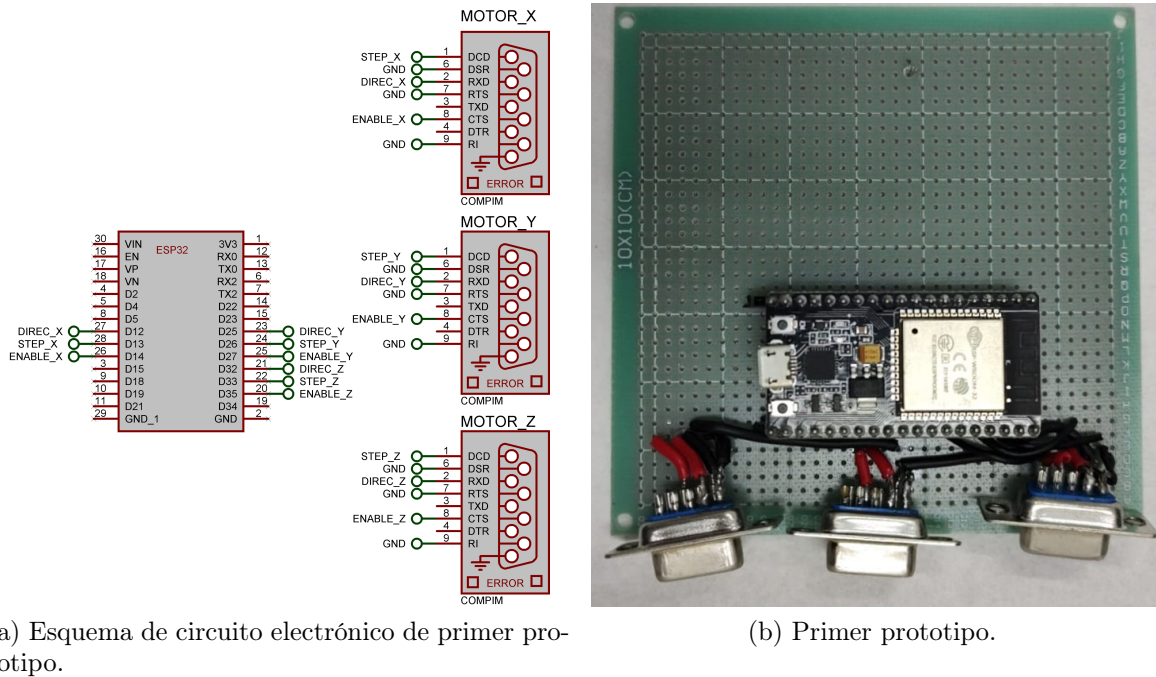 MOTOR_X
STEP_X 1 DCD
GND 6 DSR
DIREC_X 2 RXD
GND 7 RTS
3 TXD
ENABLE_X 8 CTS
4 DTR
GND 9 RI
ERROR
COMPIM
MOTOR_Y
STEP_Y 1 DCD
GND 6 DSR
DIREC_Y 2 RXD
GND 7 RTS
3 TXD
ENABLE_Y 8 CTS
4 DTR
GND 9 RI
ERROR
COMPIM
MOTOR_Z
STEP_Z 1 DCD
GND 6 DSR
DIREC_Z 2 RXD
GND 7 RTS
3 TXD
ENABLE_Z 8 CTS
4 DTR
GND 9 RI
ERROR
COMPIM
ESP32
30 VIN 3V3 1
16 EN RX0 12
17 VP TX0 13
18 VN RX2 6
4 D2 TX2 7
5 D4 D22 14
8 D5 D23 15
DIREC_X 27 D12 D25 23 DIREC_Y
STEP_X 28 D13 D26 24 STEP_Y
ENABLE_X 26 D14 D27 25 ENABLE_Y
3 D15 D32 21 DIREC_Z
9 D18 D33 22 STEP_Z
10 D19 D35 20 ENABLE_Z
11 D21 D34 19
29 GND_1 GND 2
10X10(CM)
a) Esquema de circuito electrónico de primer pro-
otipo.
(b) Primer prototipo.